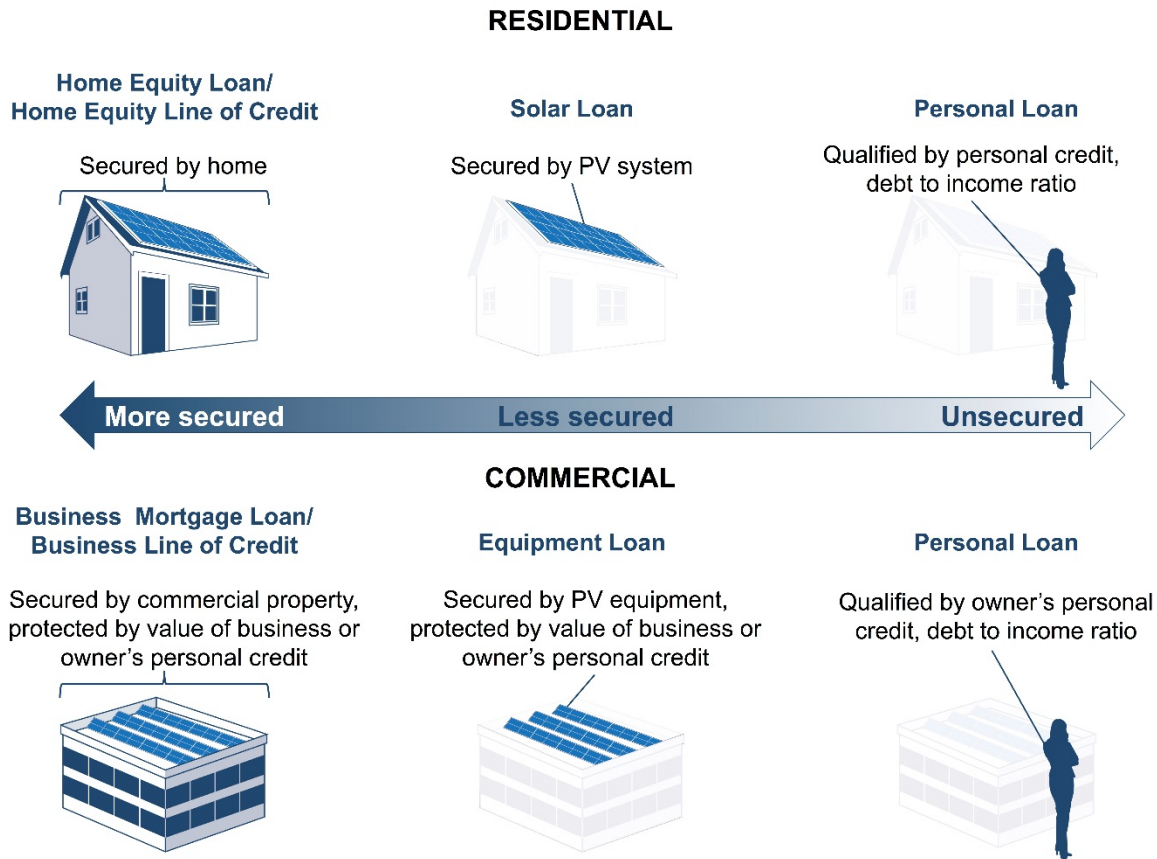 RESIDENTIAL
Home Equity Loan/
Home Equity Line of Credit
Secured by home
Solar Loan
Secured by PV system
Personal Loan
Qualified by personal credit,
debt to income ratio
More secured
Less secured
Unsecured
COMMERCIAL
Business Mortgage Loan/
Business Line of Credit
Secured by commercial property,
protected by value of business or
owner's personal credit
Equipment Loan
Secured by PV equipment,
protected by value of business or
owner's personal credit
Personal Loan
Qualified by owner's personal
credit, debt to income ratio